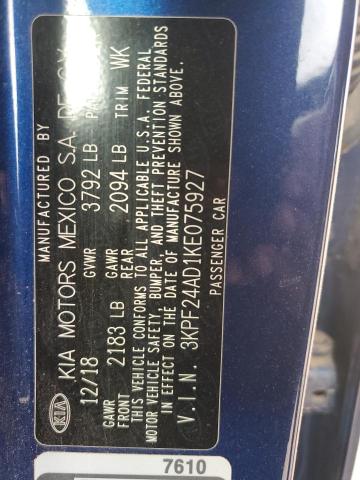 MANUFACTURED BY
KIA KIA MOTORS MEXICO S.A. DE C.V.
12/18 GVWR 3792 LB
GAWR FRONT 2183 LB GAWR REAR 2094 LB TRIM WK
THIS VEHICLE CONFORMS TO ALL APPLICABLE U.S.A. FEDERAL
MOTOR VEHICLE SAFETY, BUMPER, AND THEFT PREVENTION STANDARDS
IN EFFECT ON THE DATE OF MANUFACTURE SHOWN ABOVE.
V.I.N. 3KPF24AD1KE075927
PASSENGER CAR
7610